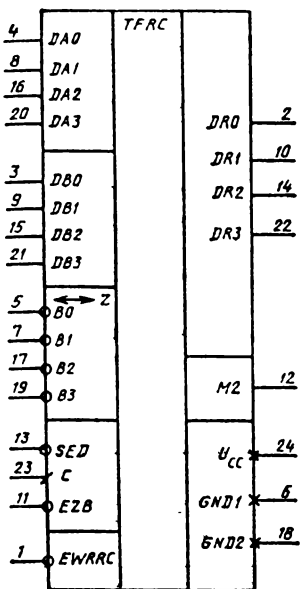 TFRC
4 DA0
8 DA1
16 DA2
20 DA3
3 DB0
9 DB1
15 DB2
21 DB3
↔ Z
5 B0
7 B1
17 B2
19 B3
13 SED
23 C
11 EZB
1 EWRRC
DR0 2
DR1 10
DR2 14
DR3 22
M2 12
UCC 24
GND1 6
GND2 18